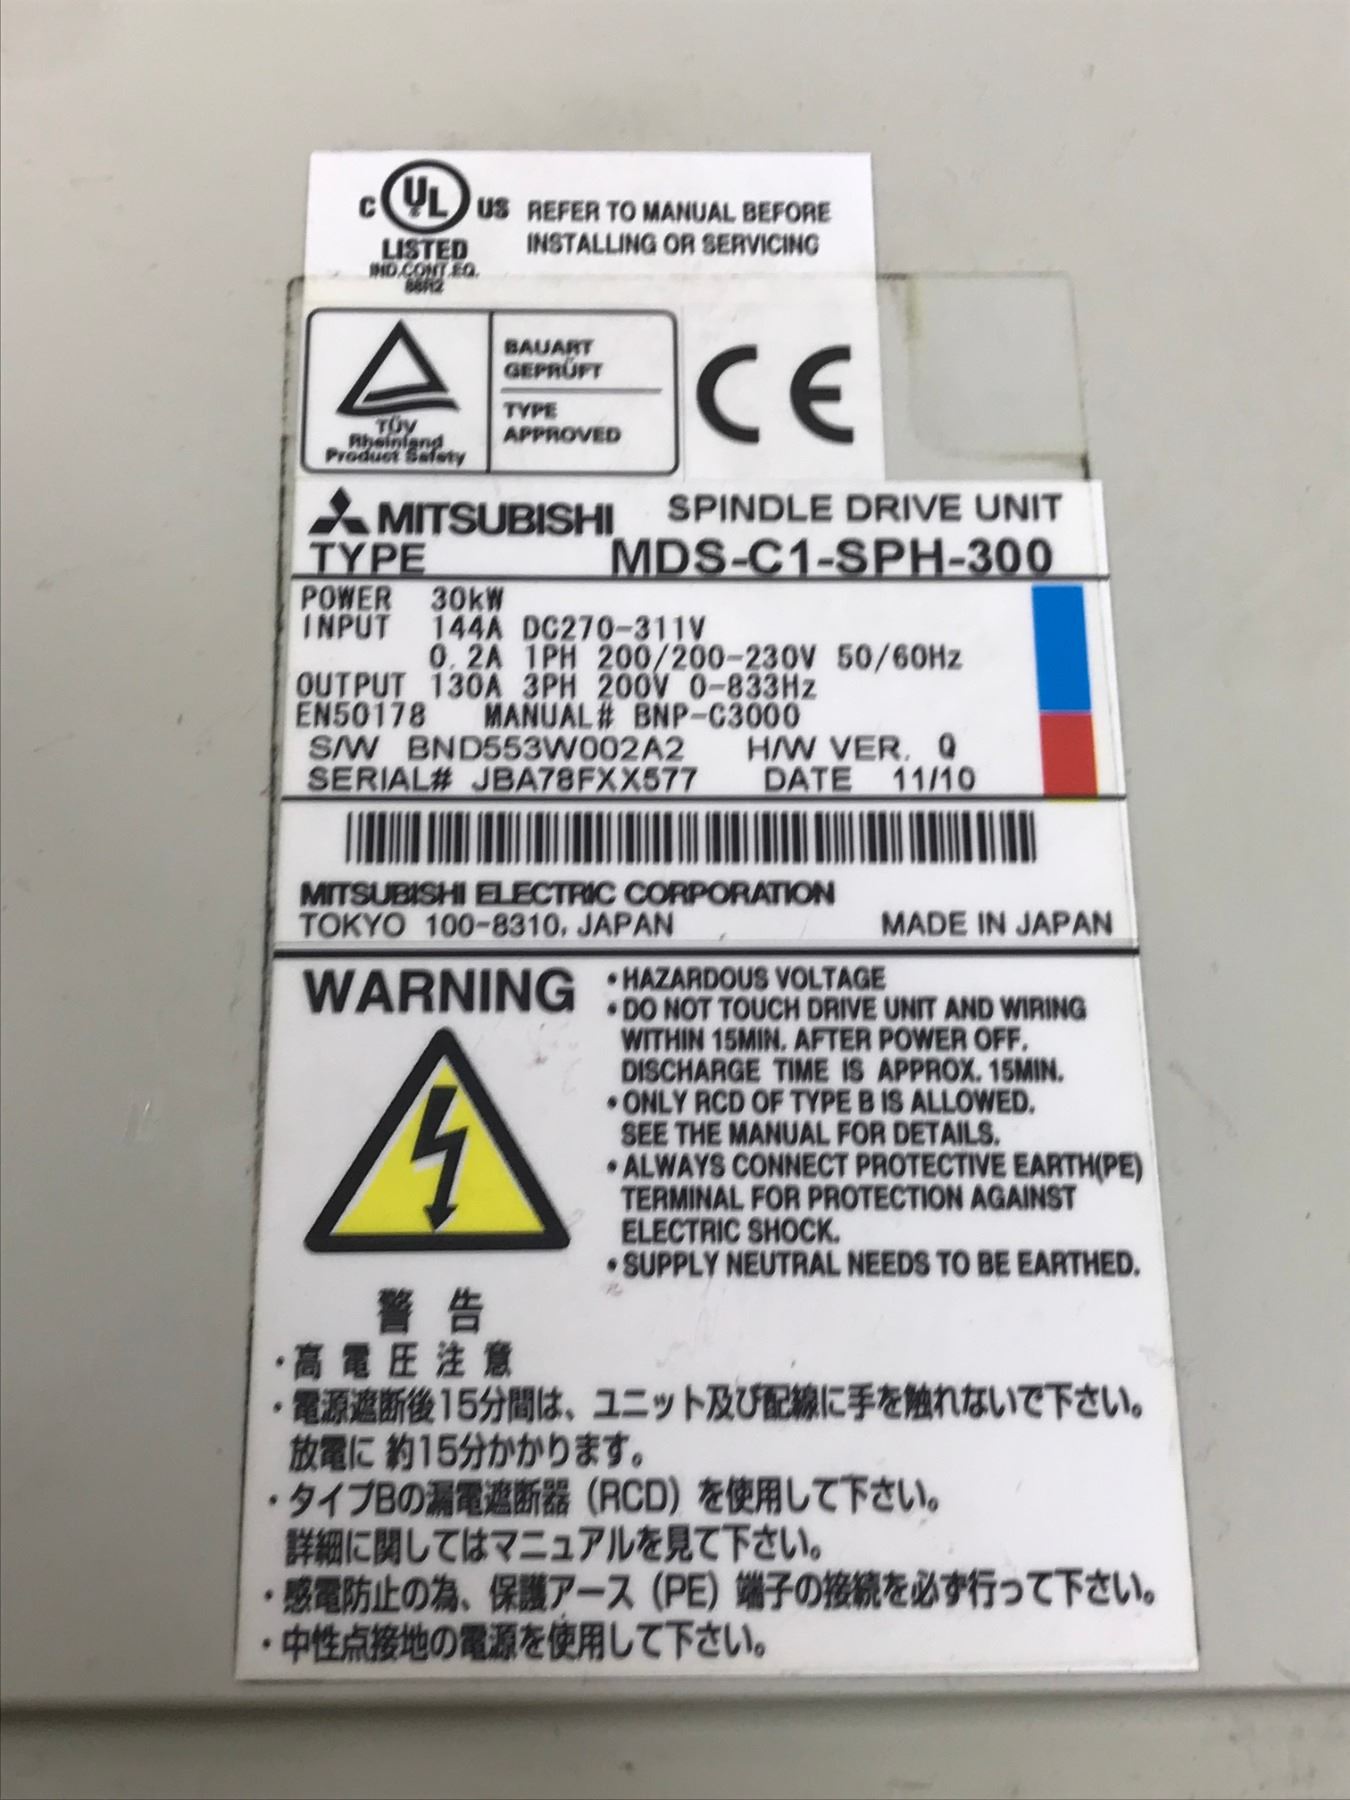 C UL US
LISTED
IND.CONT.EQ.
88R2
REFER TO MANUAL BEFORE
INSTALLING OR SERVICING
TÜV
Rheinland
Product Safety
BAUART
GEPRÜFT
TYPE
APPROVED
CE
MITSUBISHI SPINDLE DRIVE UNIT
TYPE MDS-C1-SPH-300
POWER 30kW
INPUT 144A DC270-311V
0.2A 1PH 200/200-230V 50/60Hz
OUTPUT 130A 3PH 200V 0-833Hz
EN50178 MANUAL# BNP-C3000
S/W BND553W002A2 H/W VER. Q
SERIAL# JBA78FXX577 DATE 11/10
MITSUBISHI ELECTRIC CORPORATION
TOKYO 100-8310, JAPAN MADE IN JAPAN
WARNING
• HAZARDOUS VOLTAGE
• DO NOT TOUCH DRIVE UNIT AND WIRING
WITHIN 15MIN. AFTER POWER OFF.
DISCHARGE TIME IS APPROX. 15MIN.
• ONLY RCD OF TYPE B IS ALLOWED.
SEE THE MANUAL FOR DETAILS.
• ALWAYS CONNECT PROTECTIVE EARTH(PE)
TERMINAL FOR PROTECTION AGAINST
ELECTRIC SHOCK.
• SUPPLY NEUTRAL NEEDS TO BE EARTHED.
警 告
・高 電 圧 注 意
・電源遮断後15分間は、ユニット及び配線に手を触れないで下さい。
放電に 約15分かかります。
・タイプBの漏電遮断器（RCD）を使用して下さい。
詳細に関してはマニュアルを見て下さい。
・感電防止の為、保護アース（PE）端子の接続を必ず行って下さい。
・中性点接地の電源を使用して下さい。